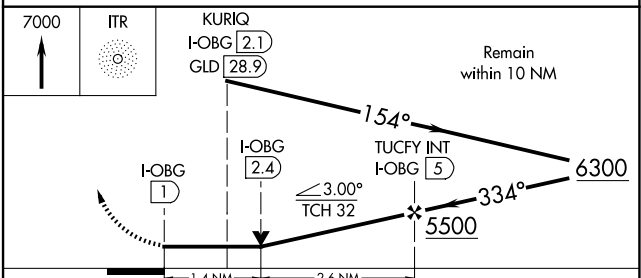 7000
ITR
KURIQ
I-OBG 2.1
GLD 28.9
Remain
within 10 NM
154°
TUCFY INT
I-OBG 5
6300
334°
5500
I-OBG
2.4
3.00°
TCH 32
I-OBG
1
1.4 NM
2.6 NM